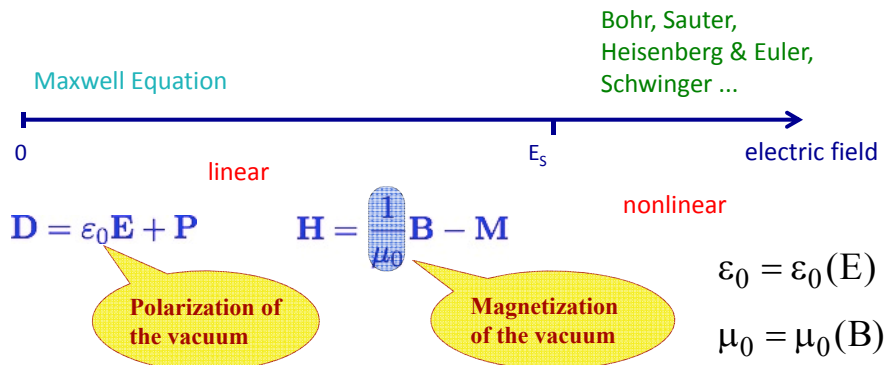 Bohr, Sauter,
Heisenberg & Euler,
Schwinger ...
Maxwell Equation
0
E_S
electric field
linear
nonlinear
𝐃 = ε₀𝐄 + 𝐏
𝐇 = 1/μ₀ 𝐁 − 𝐌
Polarization of
the vacuum
Magnetization
of the vacuum
ε₀ = ε₀(E)
μ₀ = μ₀(B)